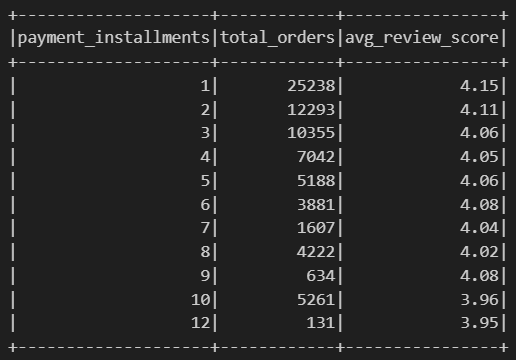 +--------------------+------------+----------------+
|payment_installments|total_orders|avg_review_score|
+--------------------+------------+----------------+
|                   1|       25238|            4.15|
|                   2|       12293|            4.11|
|                   3|       10355|            4.06|
|                   4|        7042|            4.05|
|                   5|        5188|            4.06|
|                   6|        3881|            4.08|
|                   7|        1607|            4.04|
|                   8|        4222|            4.02|
|                   9|         634|            4.08|
|                  10|        5261|            3.96|
|                  12|         131|            3.95|
+--------------------+------------+----------------+